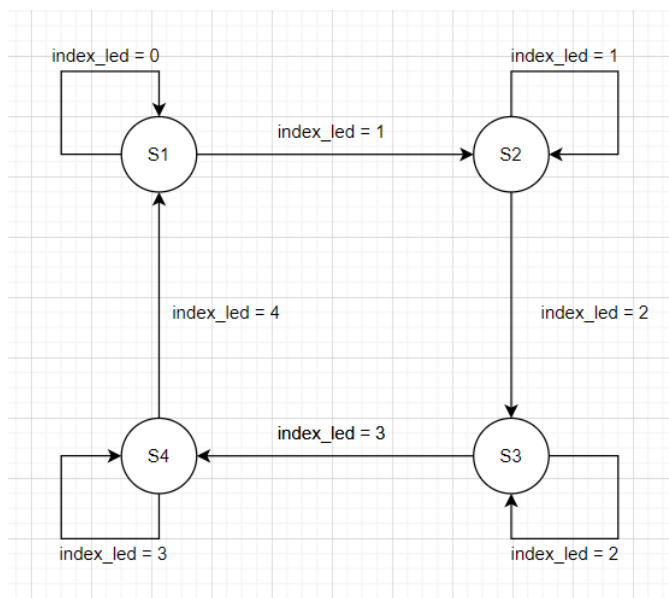 index_led = 0
index_led = 1
S1
index_led = 1
S2
index_led = 4
index_led = 2
index_led = 3
S4
S3
index_led = 3
index_led = 2